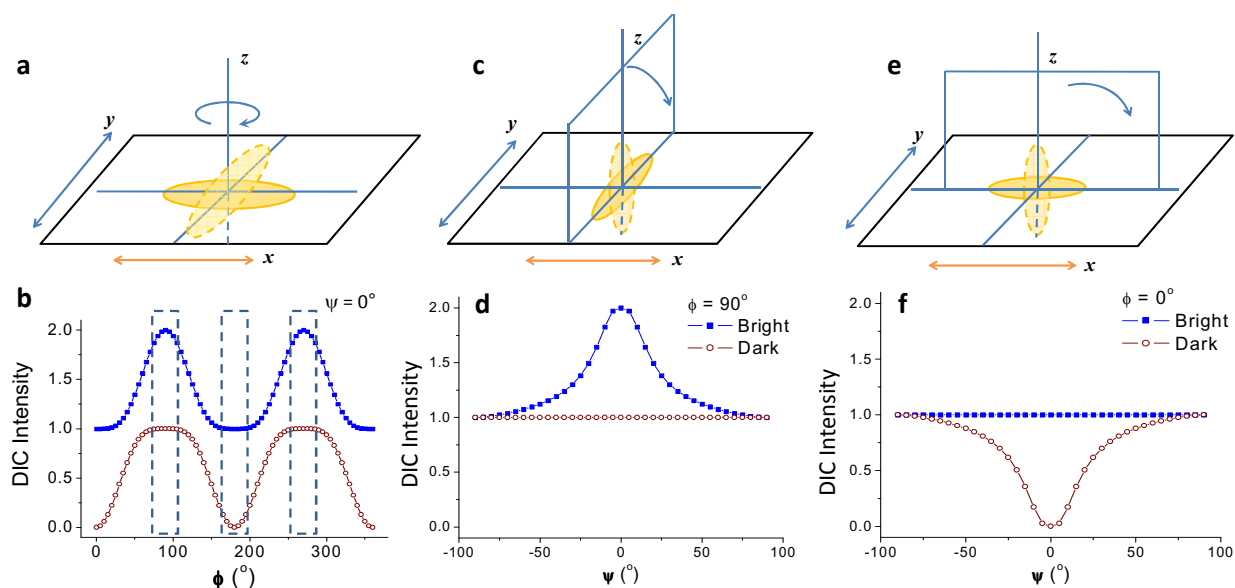 a
z
y
x
c
z
y
x
e
z
y
x
b
ψ = 0°
DIC Intensity
2.0
1.5
1.0
0.5
0.0
0
100
200
300
ϕ (°)
d
ϕ = 90°
Bright
Dark
DIC Intensity
2.0
1.5
1.0
0.5
0.0
-100
-50
0
50
100
ψ (°)
f
ϕ = 0°
Bright
Dark
DIC Intensity
2.0
1.5
1.0
0.5
0.0
-100
-50
0
50
100
ψ (°)